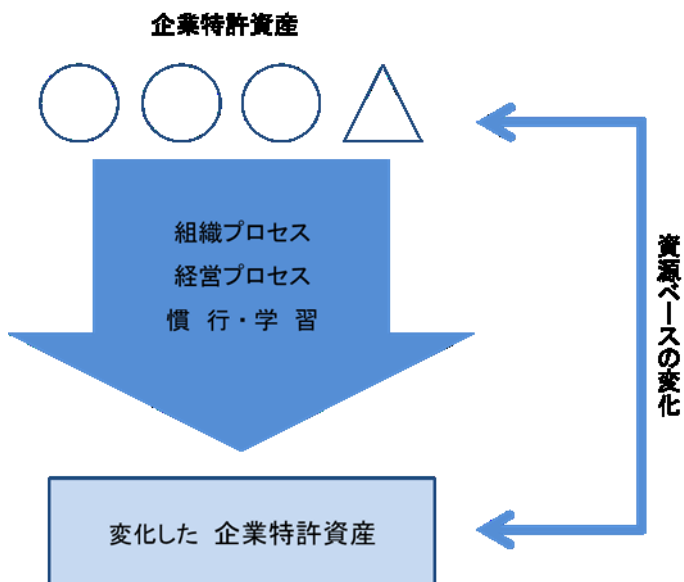 企業特許資産
組織プロセス
経営プロセス
慣 行・学 習
資源ベースの変化
変化した 企業特許資産